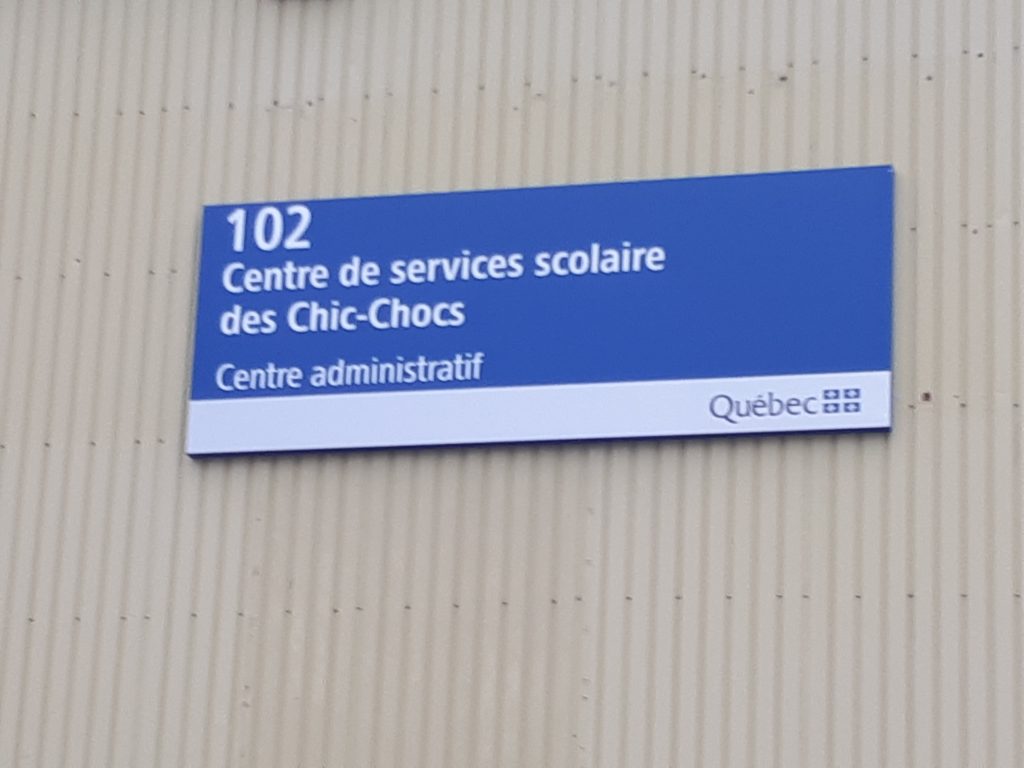 102
Centre de services scolaire
des Chic-Chocs
Centre administratif
Québec